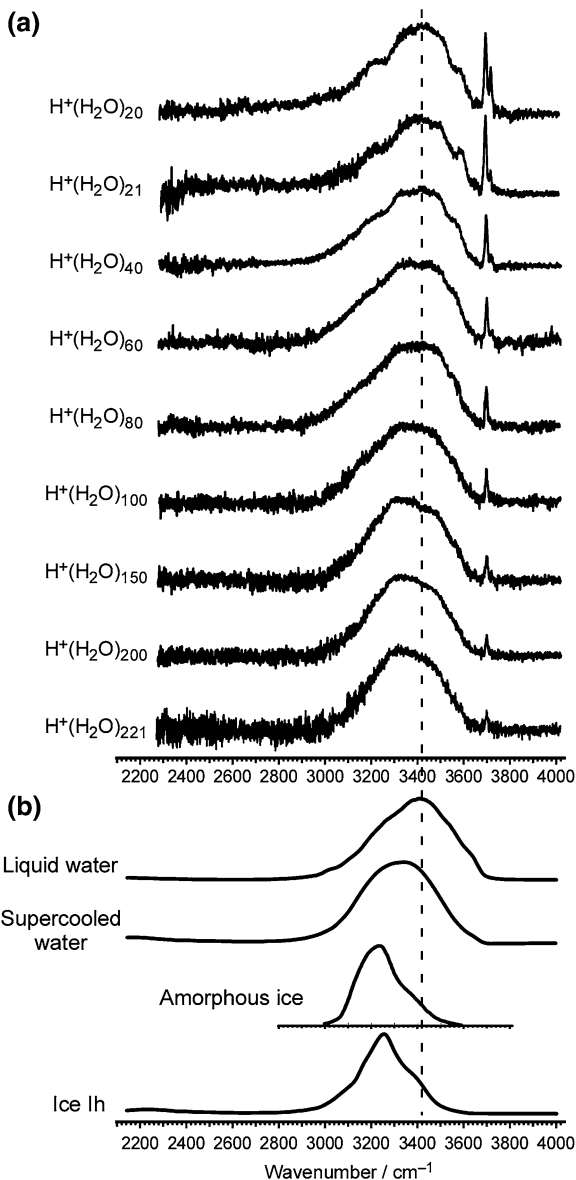 (a)
H⁺(H₂O)₂₀
H⁺(H₂O)₂₁
H⁺(H₂O)₄₀
H⁺(H₂O)₆₀
H⁺(H₂O)₈₀
H⁺(H₂O)₁₀₀
H⁺(H₂O)₁₅₀
H⁺(H₂O)₂₀₀
H⁺(H₂O)₂₂₁
2200 2400 2600 2800 3000 3200 3400 3600 3800 4000
(b)
Liquid water
Supercooled
water
Amorphous ice
Ice Ih
2200 2400 2600 2800 3000 3200 3400 3600 3800 4000
Wavenumber / cm⁻¹